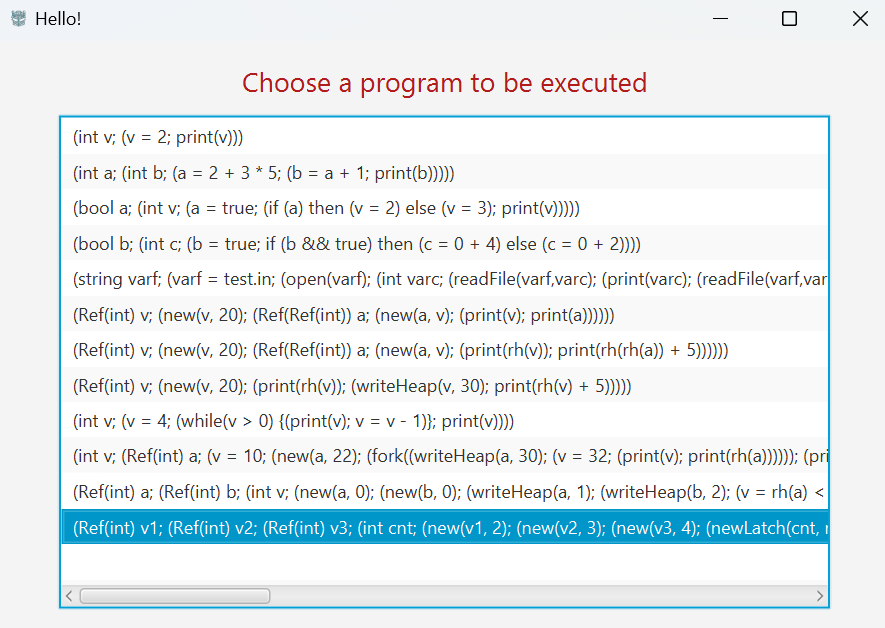 Hello!
Choose a program to be executed
(int v; (v = 2; print(v)))
(int a; (int b; (a = 2 + 3 * 5; (b = a + 1; print(b)))))
(bool a; (int v; (a = true; (if (a) then (v = 2) else (v = 3); print(v)))))
(bool b; (int c; (b = true; if (b && true) then (c = 0 + 4) else (c = 0 + 2))))
(string varf; (varf = test.in; (open(varf); (int varc; (readFile(varf,varc); (print(varc); (readFile(varf,var
(Ref(int) v; (new(v, 20); (Ref(Ref(int)) a; (new(a, v); (print(v); print(a))))))
(Ref(int) v; (new(v, 20); (Ref(Ref(int)) a; (new(a, v); (print(rh(v)); print(rh(rh(a)) + 5))))))
(Ref(int) v; (new(v, 20); (print(rh(v)); (writeHeap(v, 30); print(rh(v) + 5)))))
(int v; (v = 4; (while(v > 0) {(print(v); v = v - 1)}; print(v))))
(int v; (Ref(int) a; (v = 10; (new(a, 22); (fork((writeHeap(a, 30); (v = 32; (print(v); print(rh(a)))))); (pri
(Ref(int) a; (Ref(int) b; (int v; (new(a, 0); (new(b, 0); (writeHeap(a, 1); (writeHeap(b, 2); (v = rh(a) <
(Ref(int) v1; (Ref(int) v2; (Ref(int) v3; (int cnt; (new(v1, 2); (new(v2, 3); (new(v3, 4); (newLatch(cnt,